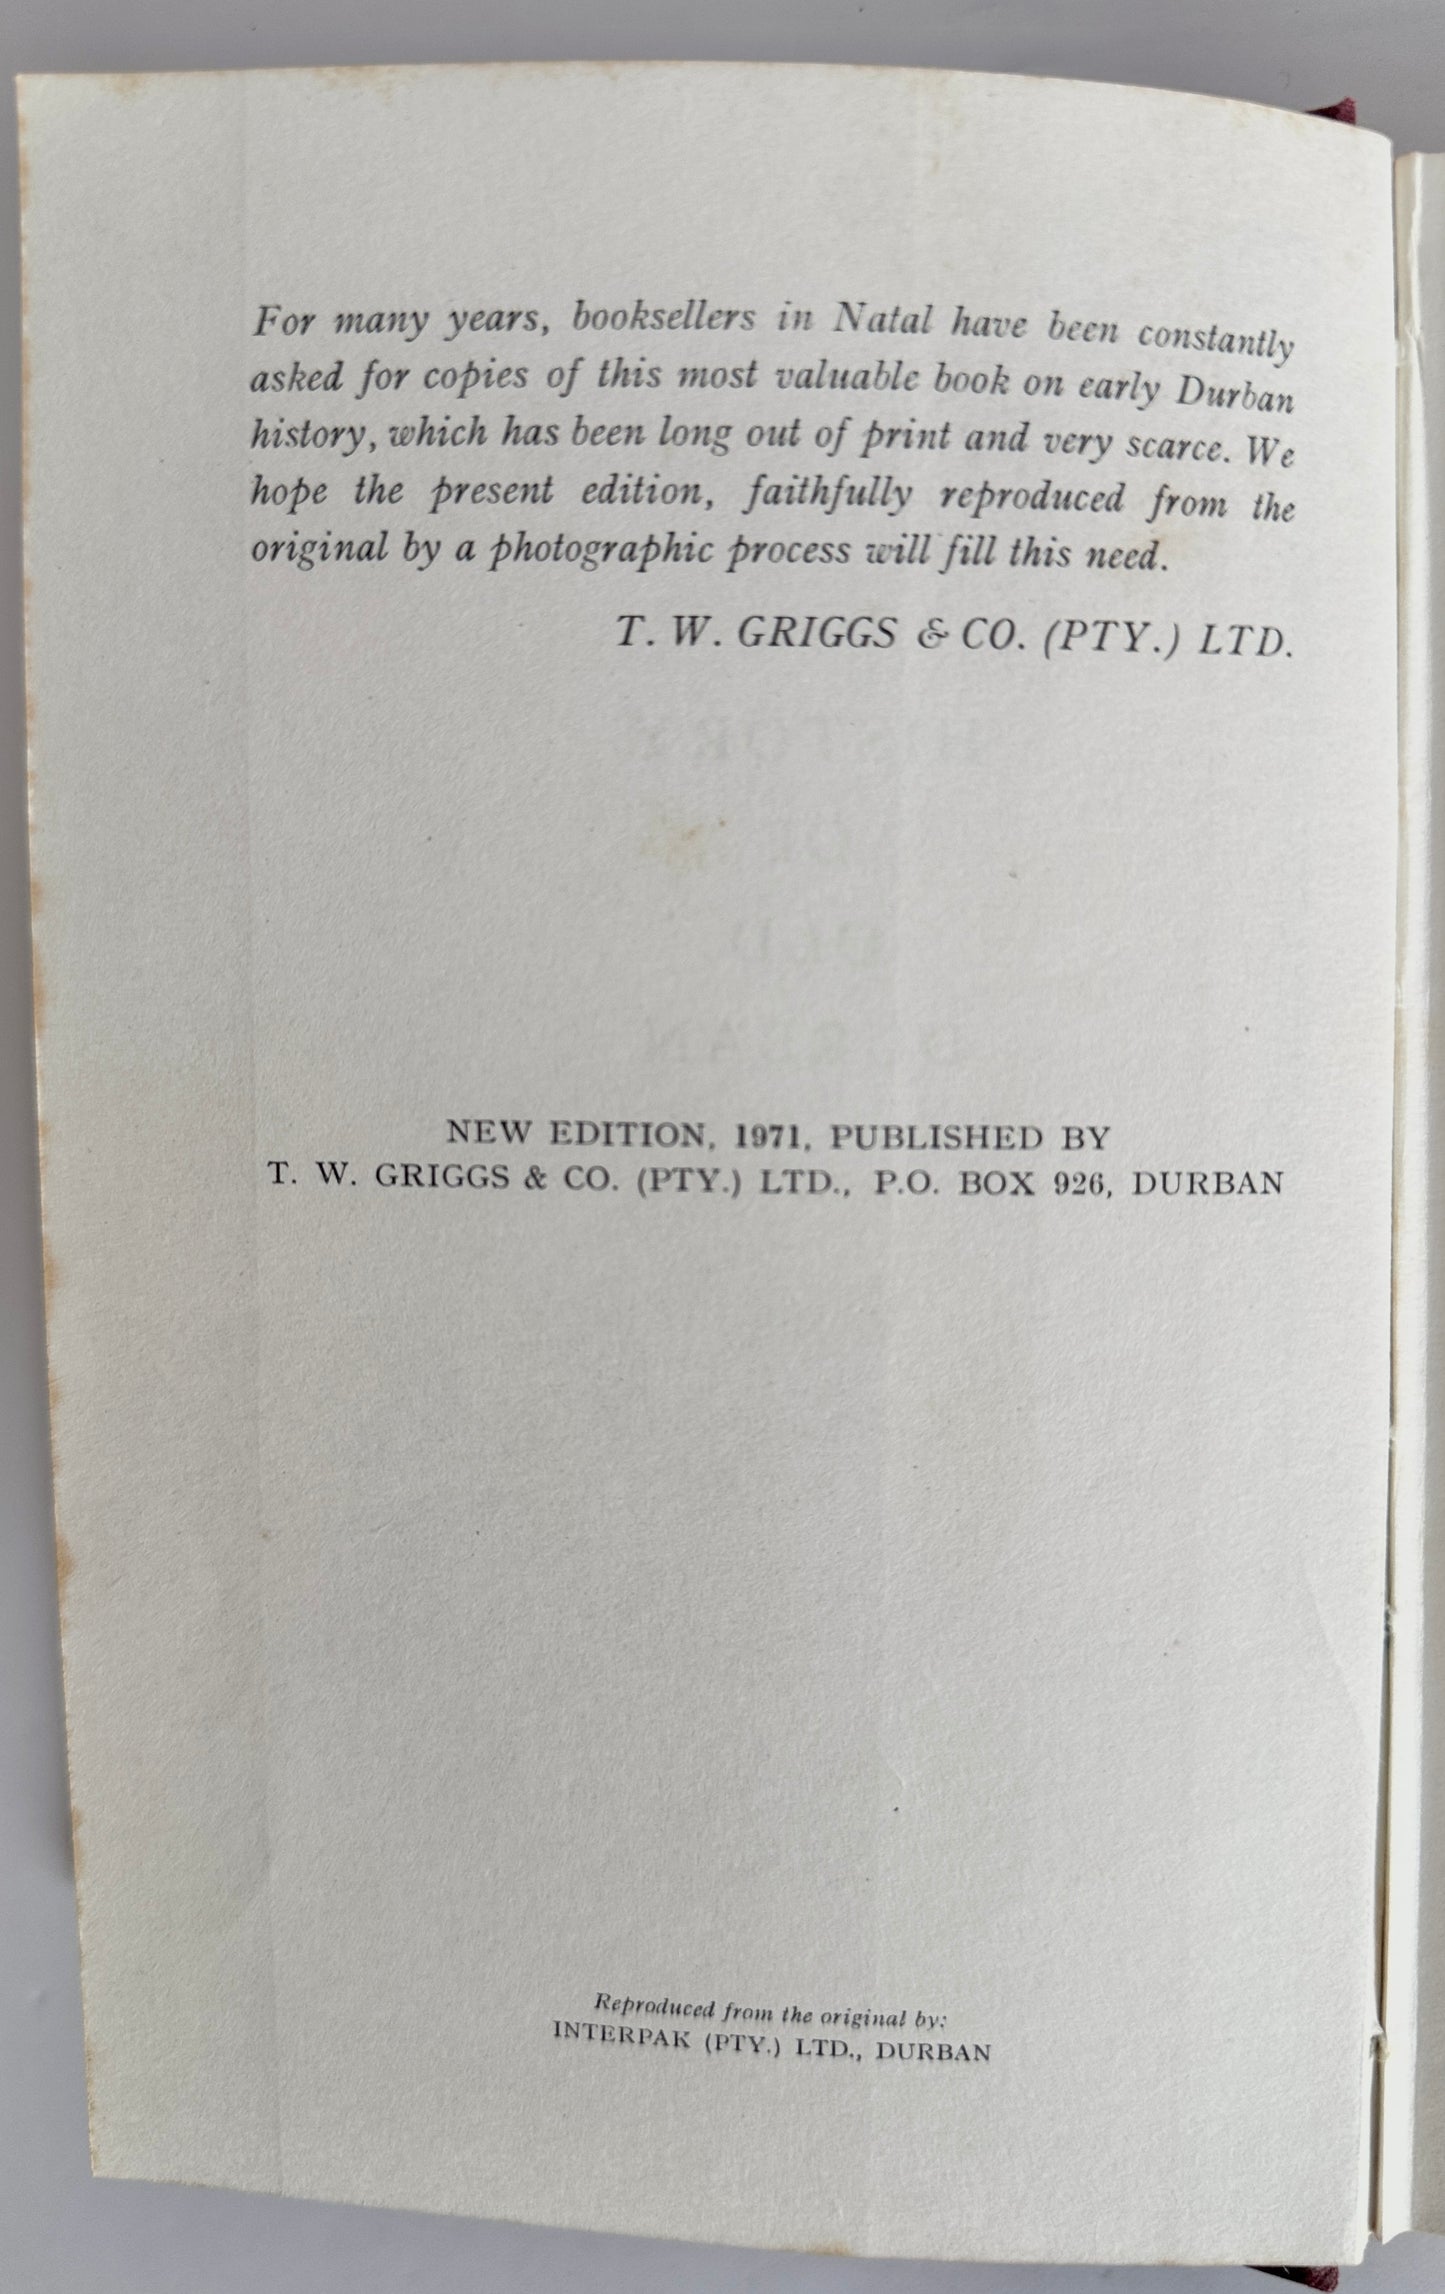 For many years, booksellers in Natal have been constantly
asked for copies of this most valuable book on early Durban
history, which has been long out of print and very scarce. We
hope the present edition, faithfully reproduced from the
original by a photographic process will fill this need.
T. W. GRIGGS & CO. (PTY.) LTD.
NEW EDITION, 1971, PUBLISHED BY
T. W. GRIGGS & CO. (PTY.) LTD., P.O. BOX 926, DURBAN
Reproduced from the original by:
INTERPAK (PTY.) LTD., DURBAN